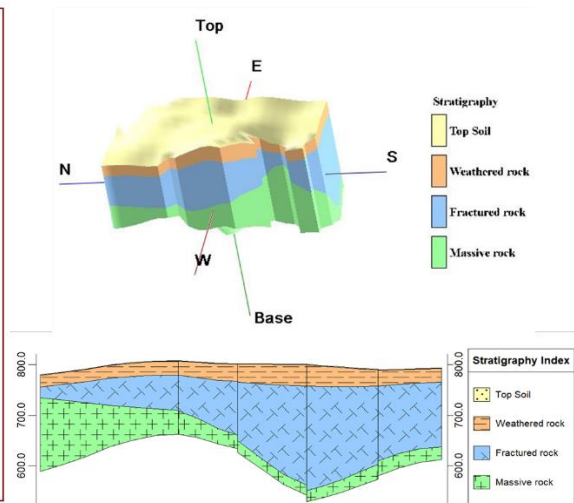 Top
E
N
S
W
Base
Stratigraphy
Top Soil
Weathered rock
Fractured rock
Massive rock
800.0
700.0
600.0
800.0
700.0
600.0
Stratigraphy Index
Top Soil
Weathered rock
Fractured rock
Massive rock